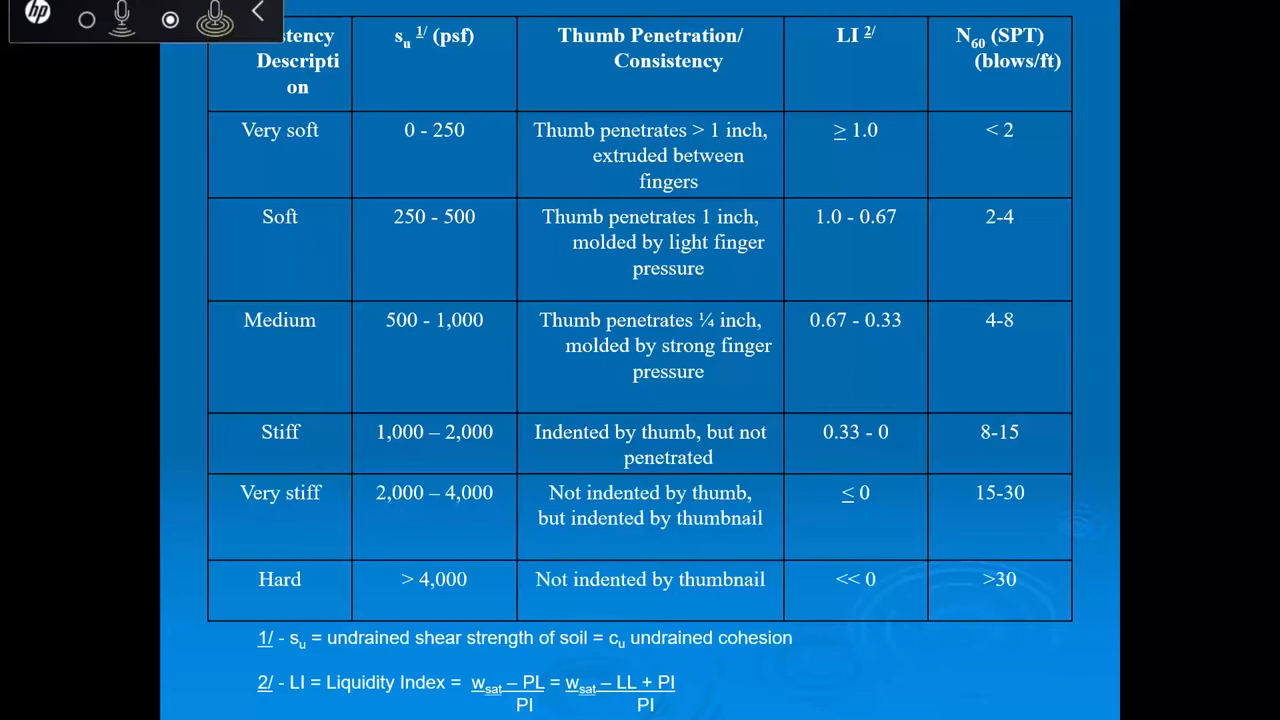 hp
stency
Descripti
on
su 1/ (psf)
Thumb Penetration/
Consistency
LI 2/
N60 (SPT)
(blows/ft)
Very soft
0 - 250
Thumb penetrates > 1 inch,
extruded between
fingers
≥ 1.0
< 2
Soft
250 - 500
Thumb penetrates 1 inch,
molded by light finger
pressure
1.0 - 0.67
2-4
Medium
500 - 1,000
Thumb penetrates ¼ inch,
molded by strong finger
pressure
0.67 - 0.33
4-8
Stiff
1,000 – 2,000
Indented by thumb, but not
penetrated
0.33 - 0
8-15
Very stiff
2,000 – 4,000
Not indented by thumb,
but indented by thumbnail
≤ 0
15-30
Hard
> 4,000
Not indented by thumbnail
<< 0
>30
1/ - su = undrained shear strength of soil = cu undrained cohesion
2/ - LI = Liquidity Index = wsat – PL = wsat – LL + PI
PI PI